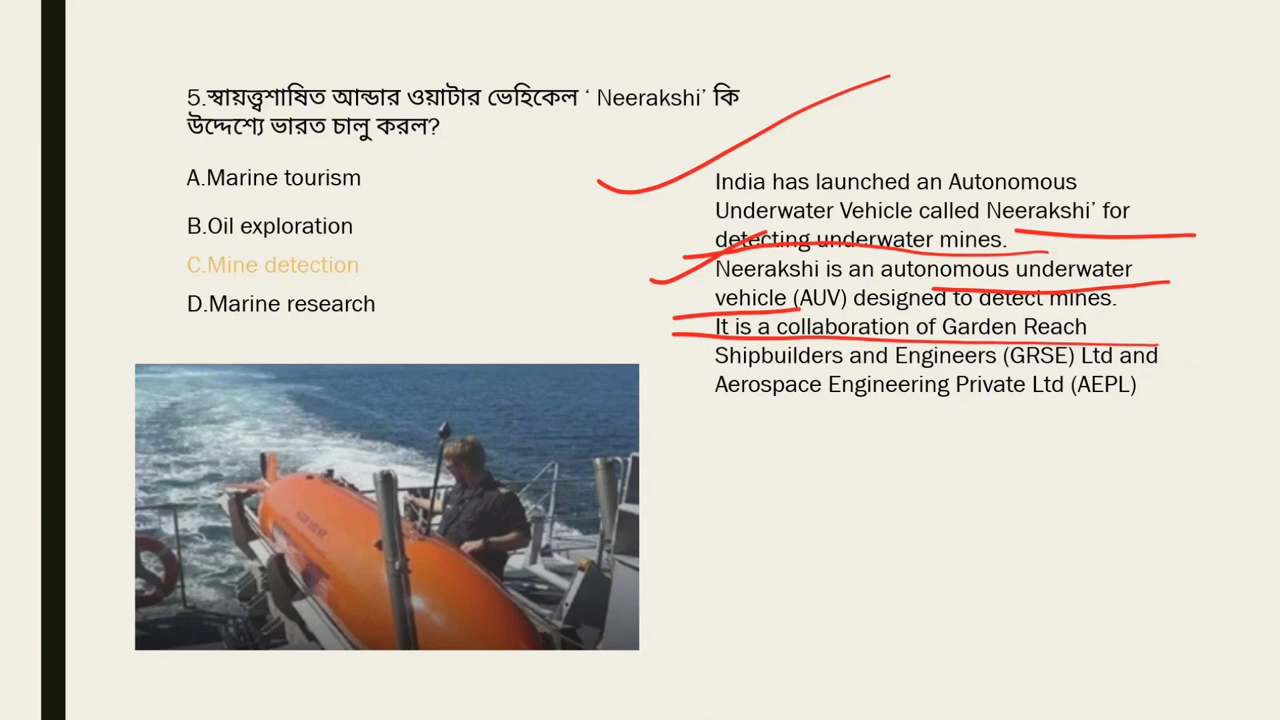 5.স্বায়ত্ত্বশাষিত আন্ডার ওয়াটার ভেহিকেল ‘ Neerakshi’ কি
উদ্দেশ্যে ভারত চালু করল?
A.Marine tourism
B.Oil exploration
C.Mine detection
D.Marine research
India has launched an Autonomous
Underwater Vehicle called Neerakshi’ for
detecting underwater mines.
Neerakshi is an autonomous underwater
vehicle (AUV) designed to detect mines.
It is a collaboration of Garden Reach
Shipbuilders and Engineers (GRSE) Ltd and
Aerospace Engineering Private Ltd (AEPL)